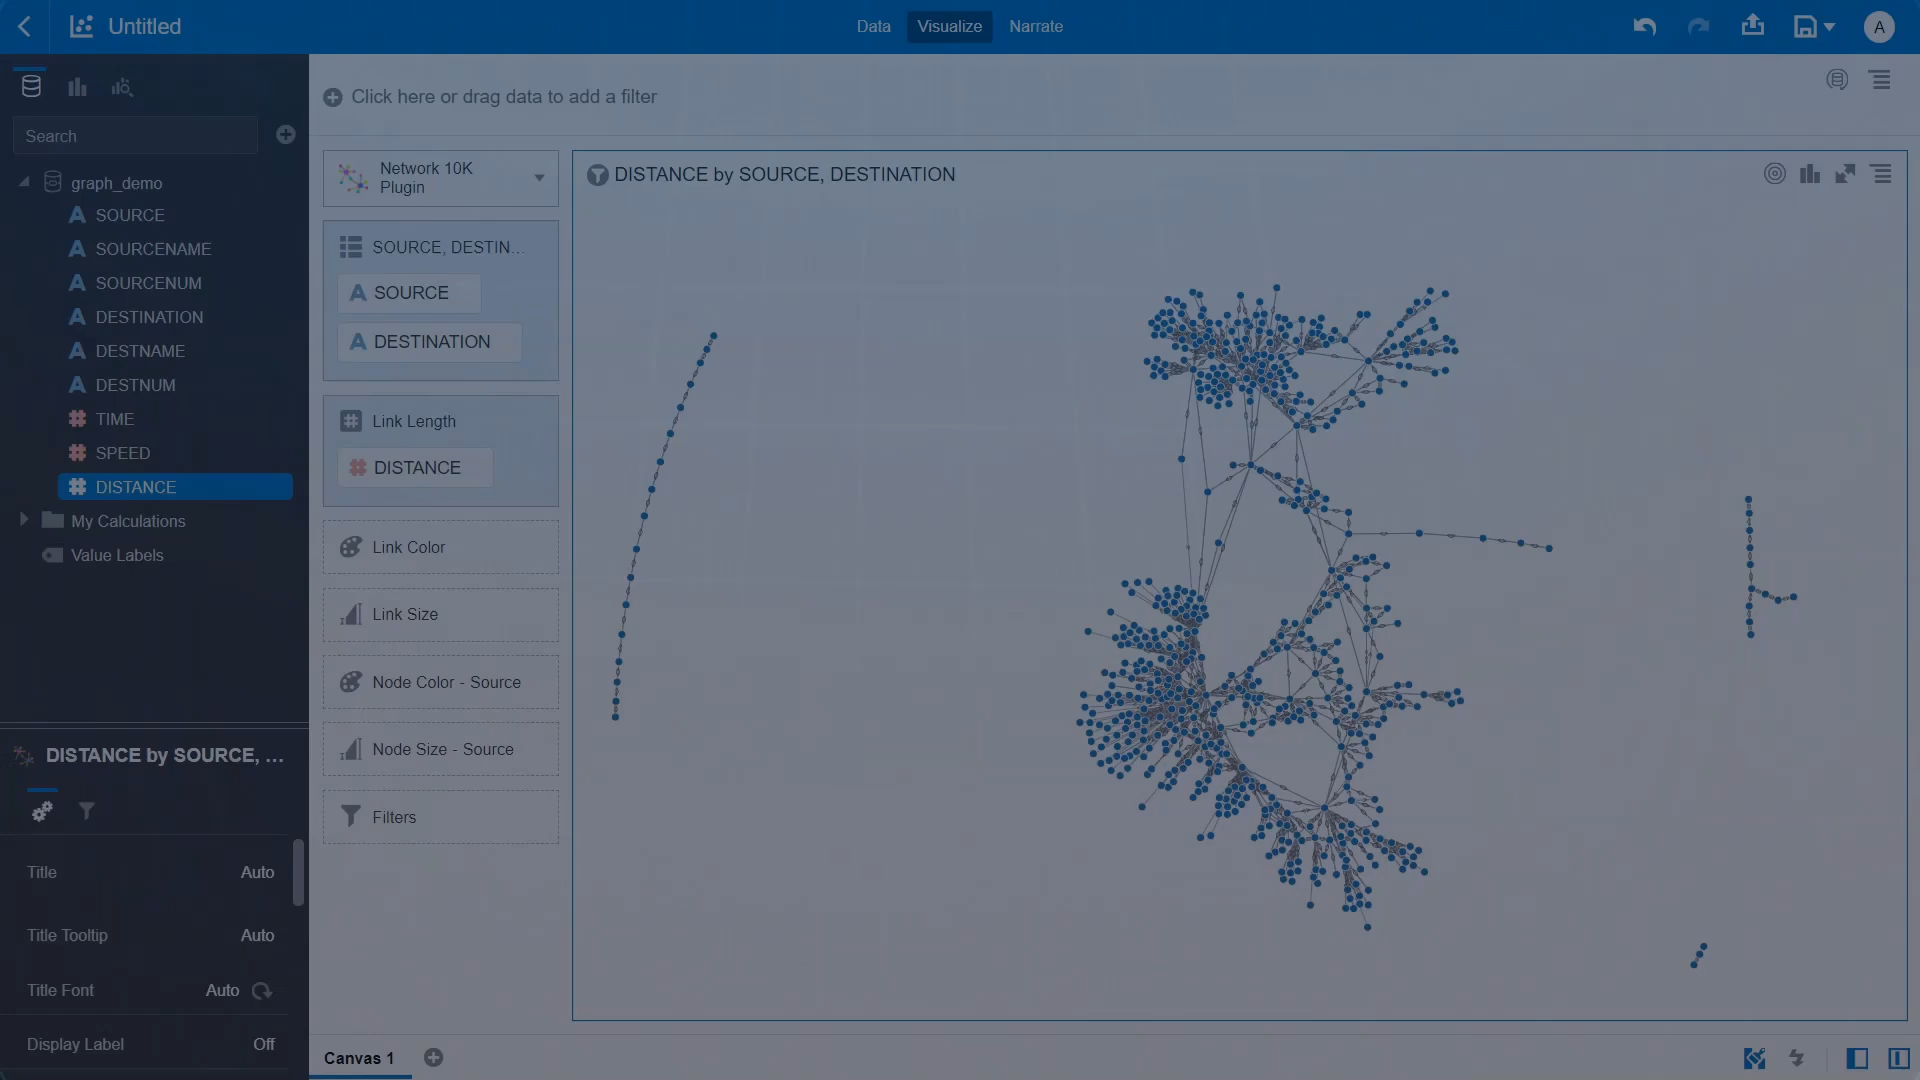 Untitled
Data
Visualize
Narrate
A
Click here or drag data to add a filter
Search
graph_demo
A SOURCE
A SOURCENAME
A SOURCENUM
A DESTINATION
A DESTNAME
A DESTNUM
# TIME
# SPEED
# DISTANCE
My Calculations
Value Labels
Network 10K
Plugin
SOURCE, DESTIN...
A SOURCE
A DESTINATION
# Link Length
# DISTANCE
Link Color
Link Size
Node Color - Source
Node Size - Source
Filters
DISTANCE by SOURCE, DESTINATION
DISTANCE by SOURCE, ...
Title Auto
Title Tooltip Auto
Title Font Auto
Display Label Off
Canvas 1